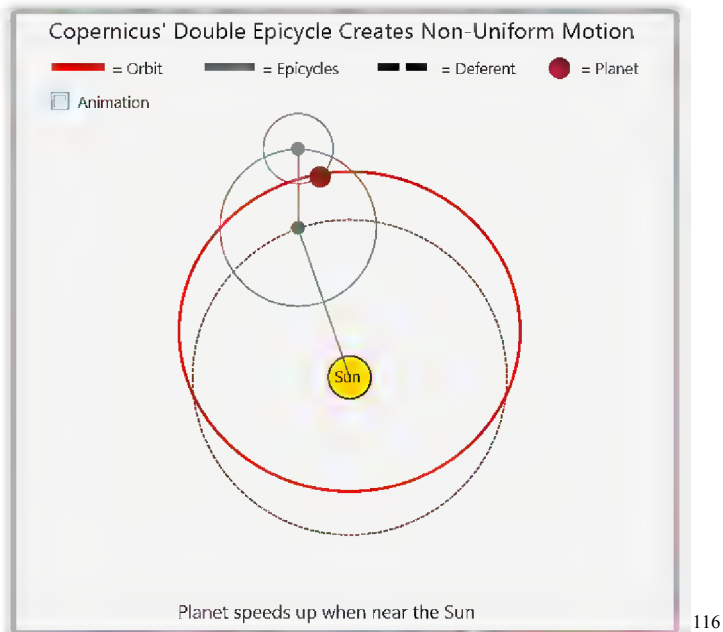 Copernicus' Double Epicycle Creates Non-Uniform Motion
= Orbit = Epicycles = Deferent = Planet
Animation
Sun
Planet speeds up when near the Sun
116